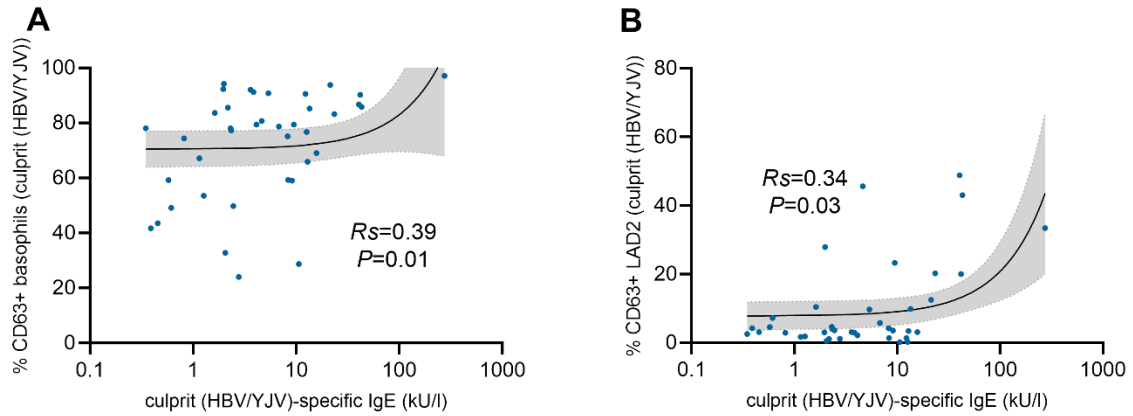 A
% CD63+ basophils (culprit (HBV/YJV))
100
80
60
40
20
0
Rs=0.39
P=0.01
0.1 1 10 100 1000
culprit (HBV/YJV)-specific IgE (kU/l)
B
% CD63+ LAD2 (culprit (HBV/YJV))
80
60
40
20
0
Rs=0.34
P=0.03
0.1 1 10 100 1000
culprit (HBV/YJV)-specific IgE (kU/l)